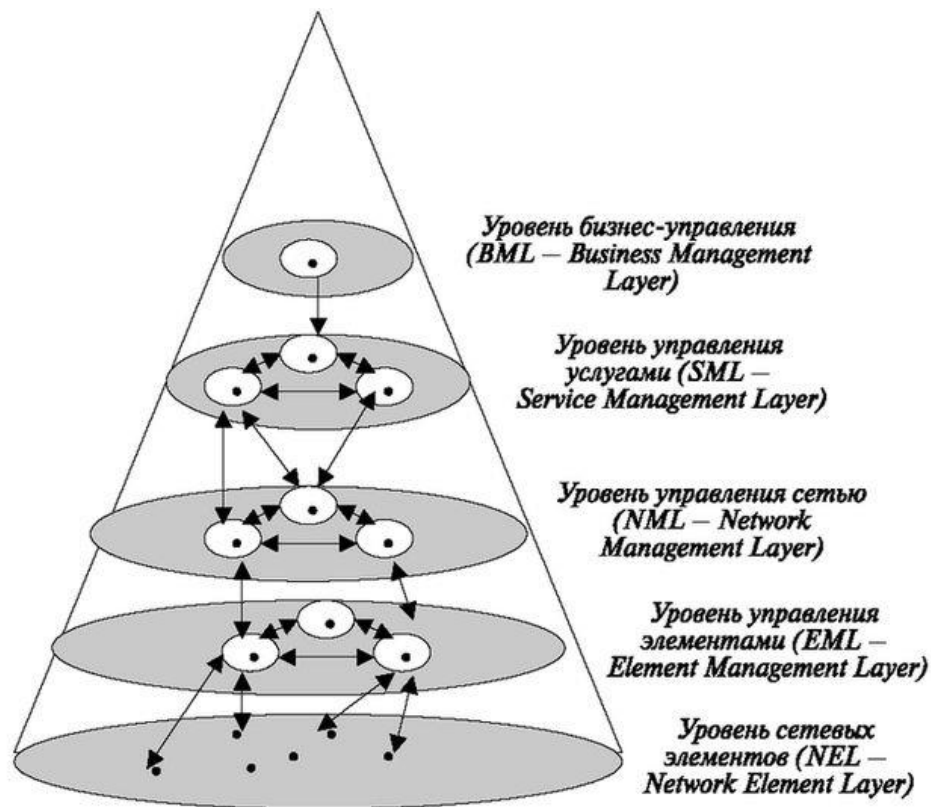 Уровень бизнес-управления
(BML – Business Management
Layer)
Уровень управления
услугами (SML –
Service Management Layer)
Уровень управления сетью
(NML – Network
Management Layer)
Уровень управления
элементами (EML –
Element Management Layer)
Уровень сетевых
элементов (NEL –
Network Element Layer)